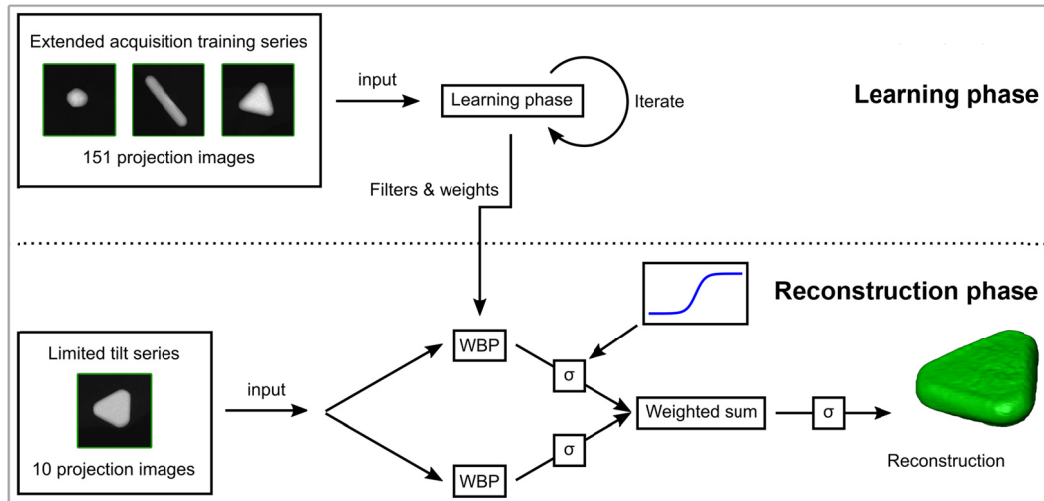 Extended acquisition training series
151 projection images
input
Learning phase
Iterate
Learning phase
Filters & weights
Reconstruction phase
Limited tilt series
10 projection images
input
WBP
σ
WBP
σ
Weighted sum
σ
Reconstruction